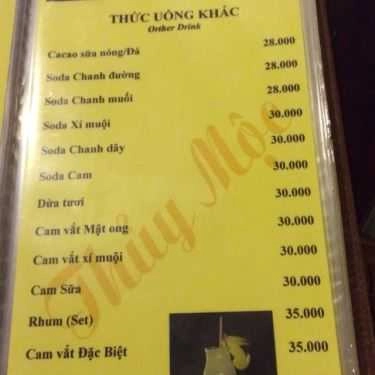 THỨC UỐNG KHÁC
Orther Drink
Cacao sữa nóng/Đá 28.000
Soda Chanh đường 28.000
Soda Chanh muối 28.000
Soda Xí muội 30.000
Soda Chanh dây 30.000
Soda Cam 30.000
Dừa tươi 30.000
Cam vắt Mật ong 30.000
Cam vắt xí muội 30.000
Cam Sữa 30.000
Rhum (Set) 35.000
Cam vắt Đặc Biệt 35.000
Thủy Mộc